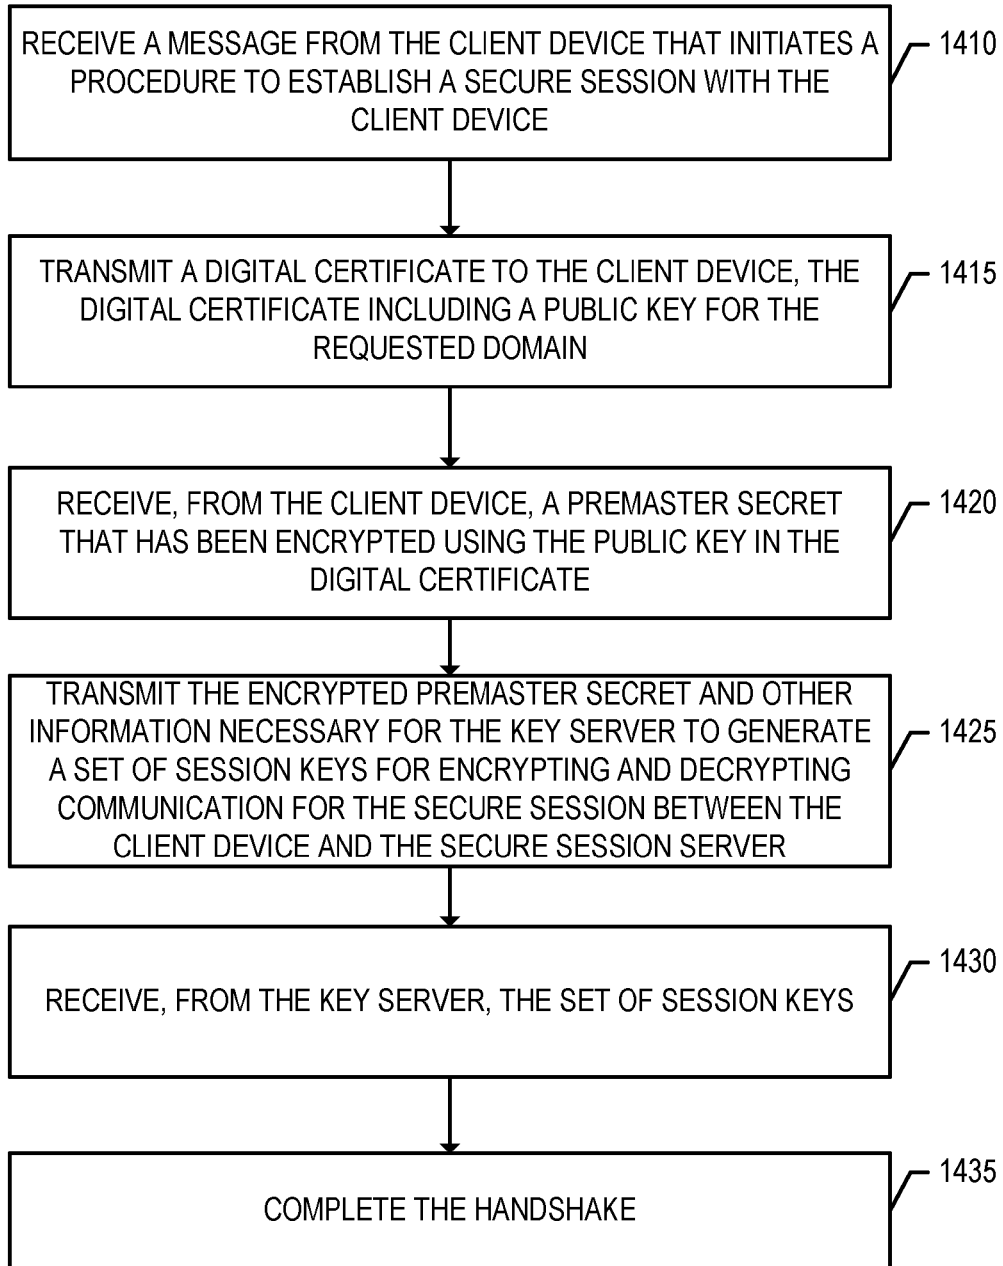 RECEIVE A MESSAGE FROM THE CLIENT DEVICE THAT INITIATES A
PROCEDURE TO ESTABLISH A SECURE SESSION WITH THE
CLIENT DEVICE
1410
TRANSMIT A DIGITAL CERTIFICATE TO THE CLIENT DEVICE, THE
DIGITAL CERTIFICATE INCLUDING A PUBLIC KEY FOR THE
REQUESTED DOMAIN
1415
RECEIVE, FROM THE CLIENT DEVICE, A PREMASTER SECRET
THAT HAS BEEN ENCRYPTED USING THE PUBLIC KEY IN THE
DIGITAL CERTIFICATE
1420
TRANSMIT THE ENCRYPTED PREMASTER SECRET AND OTHER
INFORMATION NECESSARY FOR THE KEY SERVER TO GENERATE
A SET OF SESSION KEYS FOR ENCRYPTING AND DECRYPTING
COMMUNICATION FOR THE SECURE SESSION BETWEEN THE
CLIENT DEVICE AND THE SECURE SESSION SERVER
1425
RECEIVE, FROM THE KEY SERVER, THE SET OF SESSION KEYS
1430
COMPLETE THE HANDSHAKE
1435